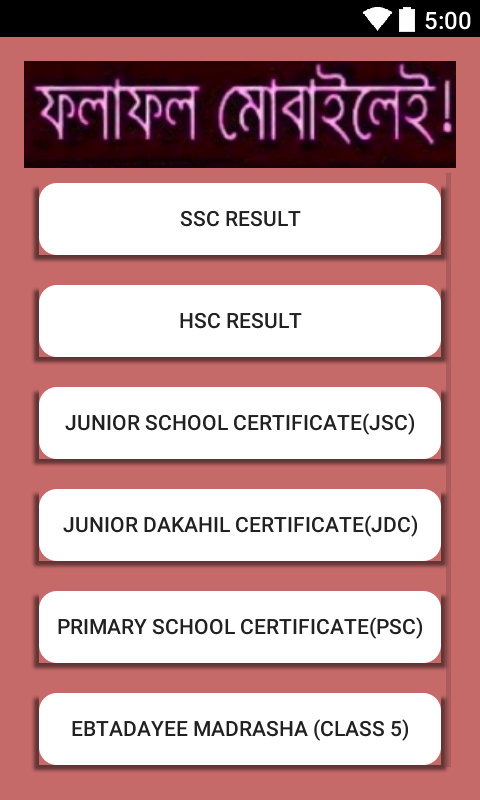 5:00
ফলাফল মোবাইলেই!
SSC RESULT
HSC RESULT
JUNIOR SCHOOL CERTIFICATE(JSC)
JUNIOR DAKAHIL CERTIFICATE(JDC)
PRIMARY SCHOOL CERTIFICATE(PSC)
EBTADAYEE MADRASHA (CLASS 5)